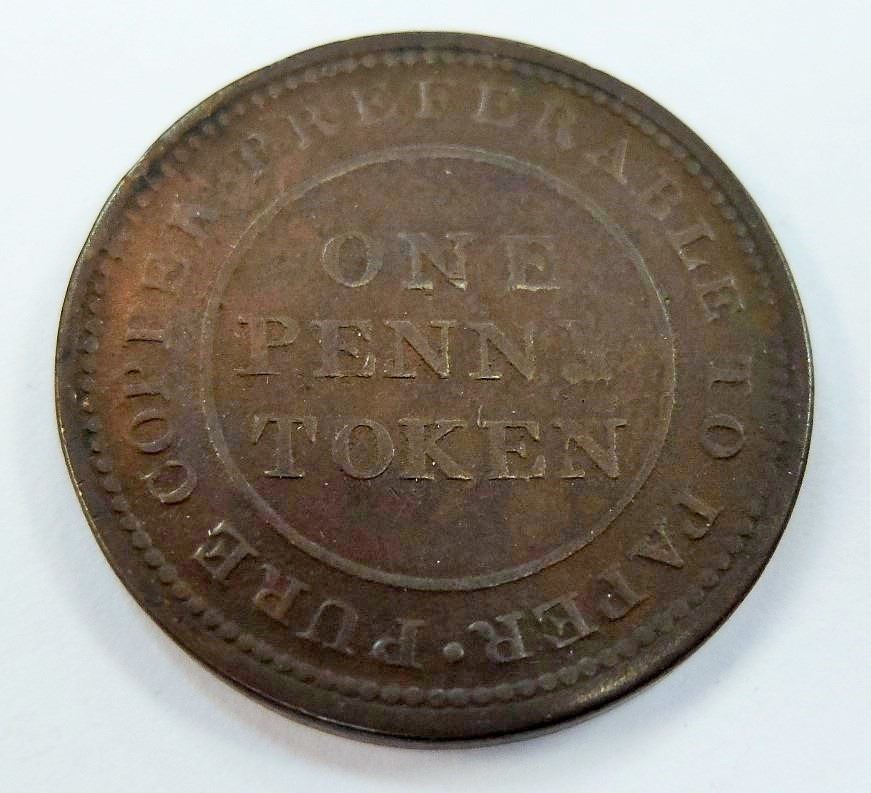 PURE COPPER PREFERABLE TO PAPER ·
ONE
PENNY
TOKEN